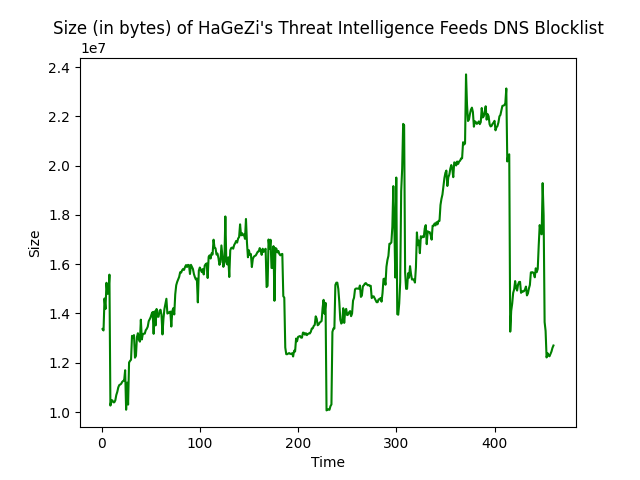 Size (in bytes) of HaGeZi's Threat Intelligence Feeds DNS Blocklist
1e7
2.4
2.2
2.0
1.8
1.6
1.4
1.2
1.0
Size
0 100 200 300 400
Time